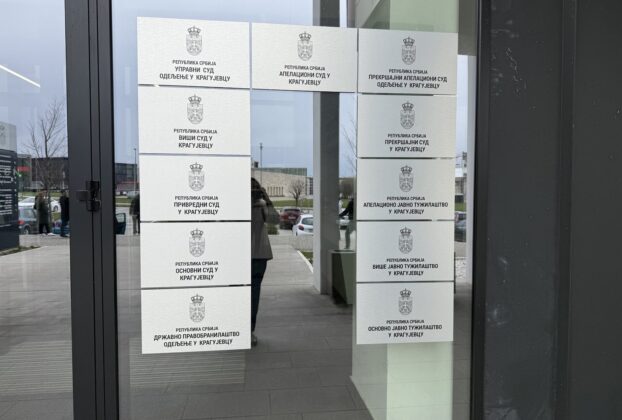 РЕПУБЛИКА СРБИЈА
УПРАВНИ СУД
ОДЕЉЕЊЕ У КРАГУЈЕВЦУ
РЕПУБЛИКА СРБИЈА
АПЕЛАЦИОНИ СУД У
КРАГУЈЕВЦУ
РЕПУБЛИКА СРБИЈА
ПРЕКРШАЈНИ АПЕЛАЦИОНИ СУД
ОДЕЉЕЊЕ У КРАГУЈЕВЦУ
РЕПУБЛИКА СРБИЈА
ВИШИ СУД У
КРАГУЈЕВЦУ
РЕПУБЛИКА СРБИЈА
ПРЕКРШАЈНИ СУД У
КРАГУЈЕВЦУ
РЕПУБЛИКА СРБИЈА
ПРИВРЕДНИ СУД
У КРАГУЈЕВЦУ
РЕПУБЛИКА СРБИЈА
АПЕЛАЦИОНО ЈАВНО ТУЖИЛАШТВО
У КРАГУЈЕВЦУ
РЕПУБЛИКА СРБИЈА
ОСНОВНИ СУД У
КРАГУЈЕВЦУ
РЕПУБЛИКА СРБИЈА
ВИШЕ ЈАВНО ТУЖИЛАШТВО
У КРАГУЈЕВЦУ
РЕПУБЛИКА СРБИЈА
ДРЖАВНО ПРАВОБРАНИЛАШТВО
ОДЕЉЕЊЕ У КРАГУЈЕВЦУ
РЕПУБЛИКА СРБИЈА
ОСНОВНО ЈАВНО ТУЖИЛАШТВО
У КРАГУЈЕВЦУ